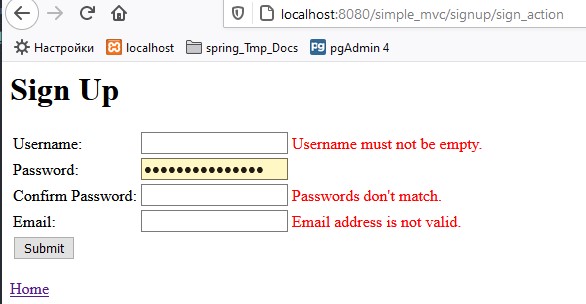 localhost:8080/simple_mvc/signup/sign_action
Настройки localhost spring_Tmp_Docs pgAdmin 4
Sign Up
Username: Username must not be empty.
Password: •••••••••••••••
Confirm Password: Passwords don't match.
Email: Email address is not valid.
Submit
Home